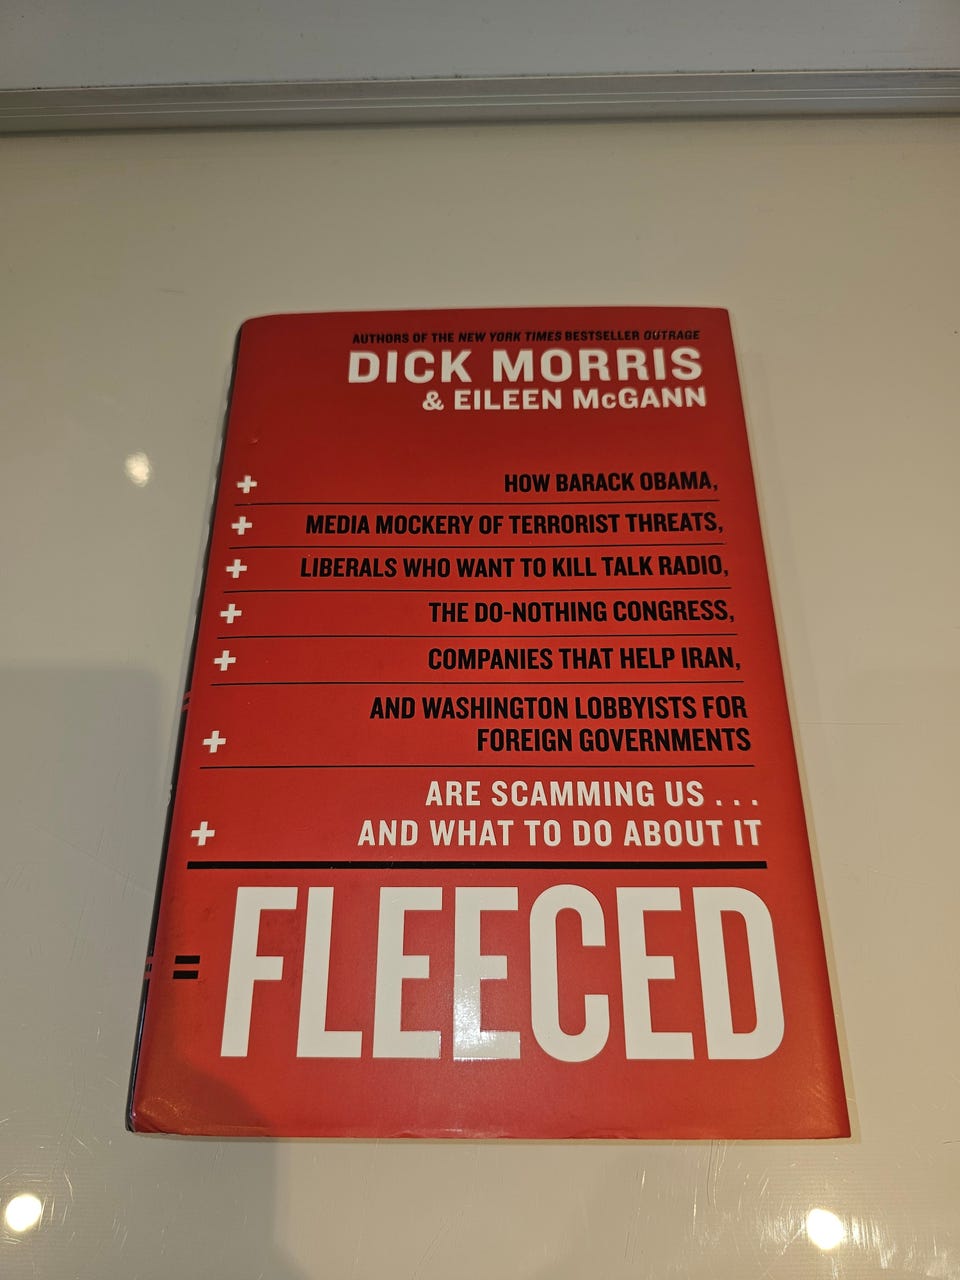 AUTHORS OF THE NEW YORK TIMES BESTSELLER OUTRAGE
DICK MORRIS
& EILEEN McGANN
+ HOW BARACK OBAMA,
+ MEDIA MOCKERY OF TERRORIST THREATS,
+ LIBERALS WHO WANT TO KILL TALK RADIO,
+ THE DO-NOTHING CONGRESS,
+ COMPANIES THAT HELP IRAN,
AND WASHINGTON LOBBYISTS FOR
+ FOREIGN GOVERNMENTS
ARE SCAMMING US . . .
+ AND WHAT TO DO ABOUT IT
= FLEECED